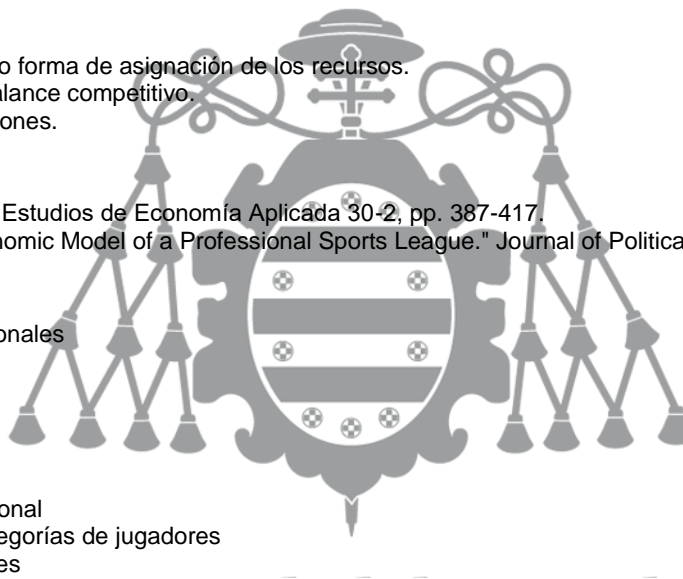 o forma de asignación de los recursos.
alance competitivo.
ones.
Estudios de Economía Aplicada 30-2, pp. 387-417.
nomic Model of a Professional Sports League." Journal of Politica
onales
onal
egorías de jugadores
es